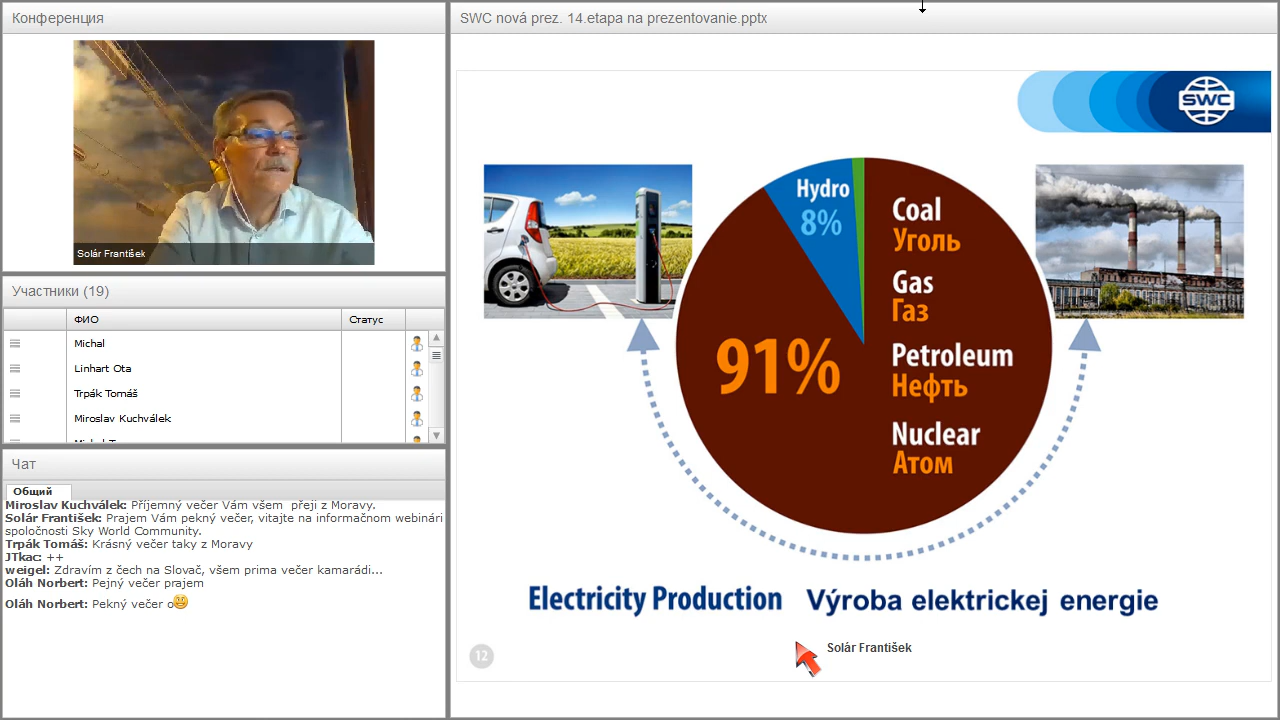 Конференция
Solár František
Участники (19)
ФИО
Статус
Michal
Linhart Ota
Trpák Tomáš
Miroslav Kuchválek
Чат
Общий
Miroslav Kuchválek: Příjemný večer Vám všem přeji z Moravy.
Solár František: Prajem Vám pekný večer, vitajte na informačnom webinári
spoločnosti Sky World Community.
Trpák Tomáš: Krásný večer taky z Moravy
JTkac: ++
weigel: Zdravím z čech na slovač, všem prima večer kamarádi...
Oláh Norbert: Pejný večer prajem
Oláh Norbert: Pekný večer o
SWC nová prez. 14.etapa na prezentovanie.pptx
SWC
Hydro
8%
91%
Coal
Уголь
Gas
Газ
Petroleum
Нефть
Nuclear
Атом
Electricity Production Výroba elektrickej energie
Solár František
12